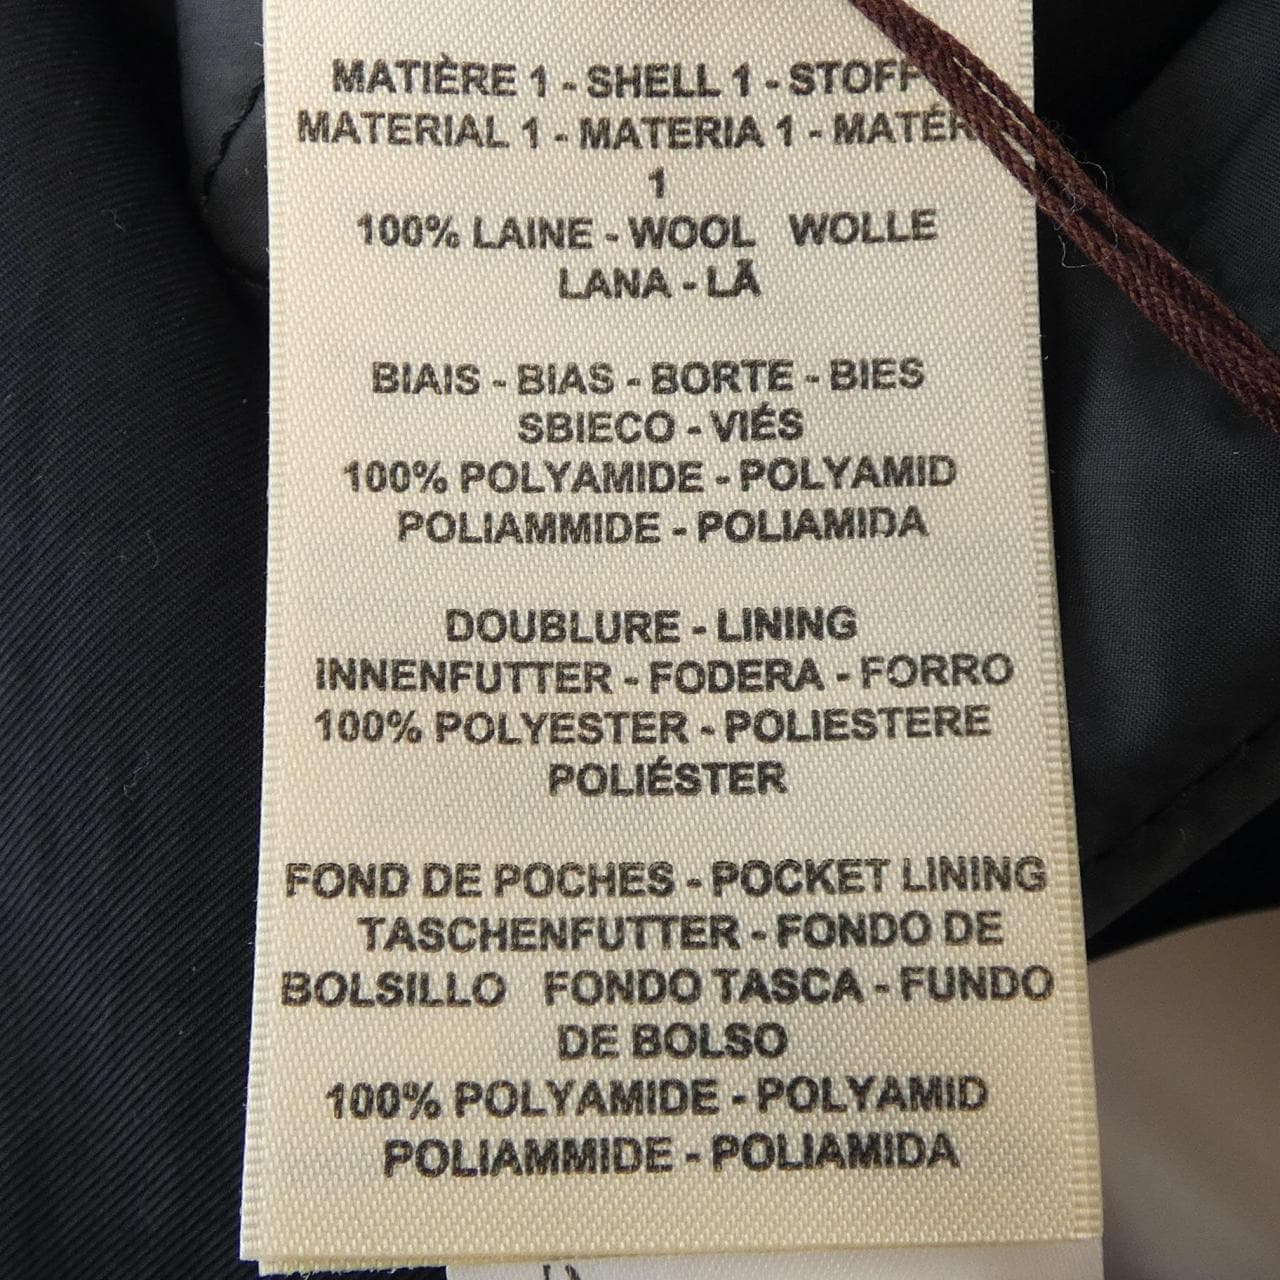 MATIÈRE 1 - SHELL 1 - STOFF
MATERIAL 1 - MATERIA 1 - MATÉR
1
100% LAINE - WOOL WOLLE
LANA - LÃ
BIAIS - BIAS - BORTE - BIES
SBIECO - VIÉS
100% POLYAMIDE - POLYAMID
POLIAMMIDE - POLIAMIDA
DOUBLURE - LINING
INNENFUTTER - FODERA - FORRO
100% POLYESTER - POLIESTERE
POLIÉSTER
FOND DE POCHES - POCKET LINING
TASCHENFUTTER - FONDO DE
BOLSILLO FONDO TASCA - FUNDO
DE BOLSO
100% POLYAMIDE - POLYAMID
POLIAMMIDE - POLIAMIDA